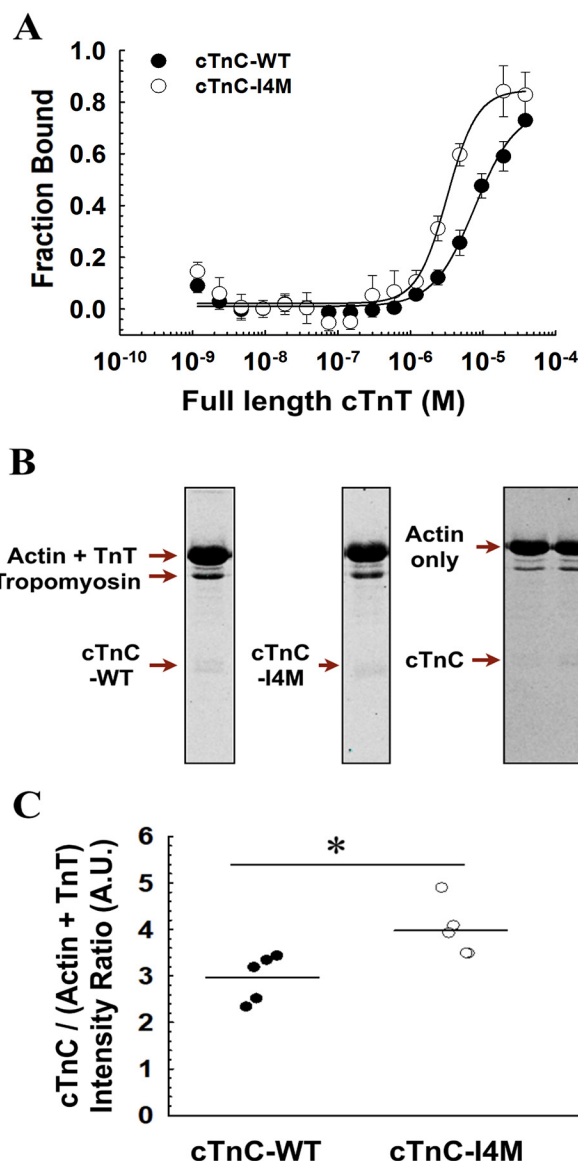 A
cTnC-WT
cTnC-I4M
Fraction Bound
1.0
0.8
0.6
0.4
0.2
0.0
10-10 10-9 10-8 10-7 10-6 10-5 10-4
Full length cTnT (M)
B
Actin + TnT
Tropomyosin
cTnC
-WT
cTnC
-I4M
Actin
only
cTnC
C
cTnC / (Actin + TnT)
Intensity Ratio (A.U.)
6
5
4
3
2
1
0
*
cTnC-WT cTnC-I4M